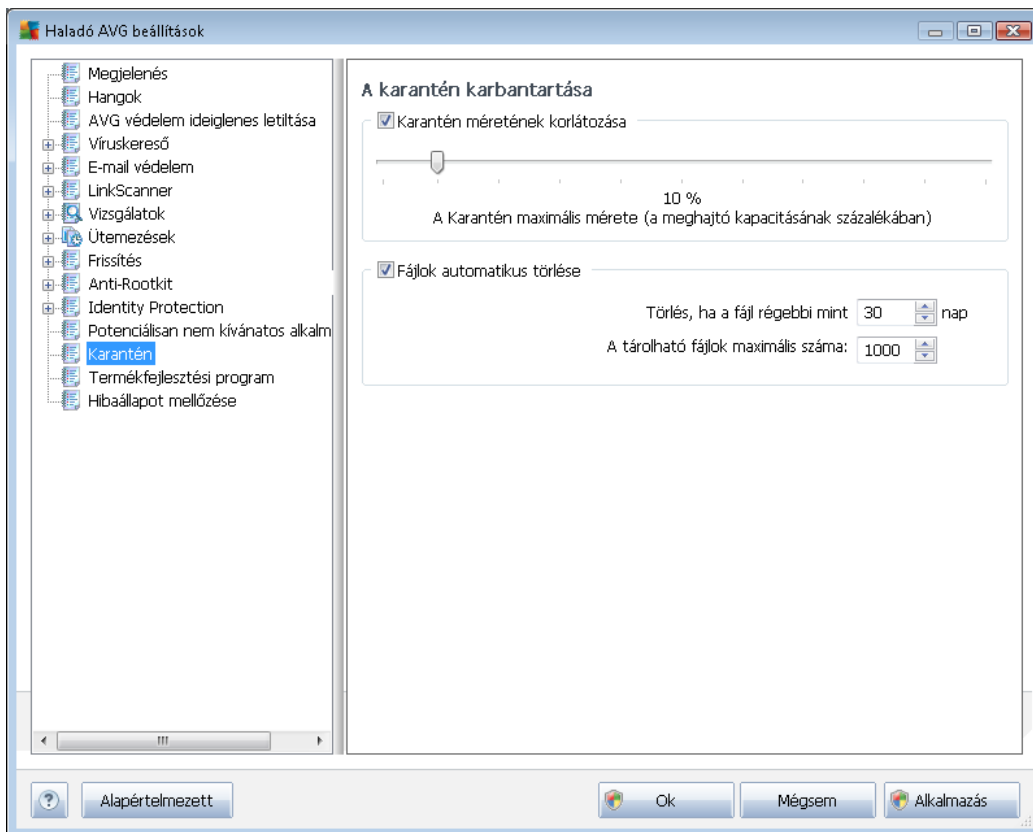 Haladó AVG beállítások
Megjelenés
Hangok
AVG védelem ideiglenes letiltása
Víruskereső
E-mail védelem
LinkScanner
Vizsgálatok
Ütemezések
Frissítés
Anti-Rootkit
Identity Protection
Potenciálisan nem kívánatos alkalm
Karantén
Termékfejlesztési program
Hibaállapot mellőzése
A karantén karbantartása
Karantén méretének korlátozása
10 %
A Karantén maximális mérete (a meghajtó kapacitásának százalékában)
Fájlok automatikus törlése
Törlés, ha a fájl régebbi mint 30 nap
A tárolható fájlok maximális száma: 1000
? Alapértelmezett Ok Mégsem Alkalmazás